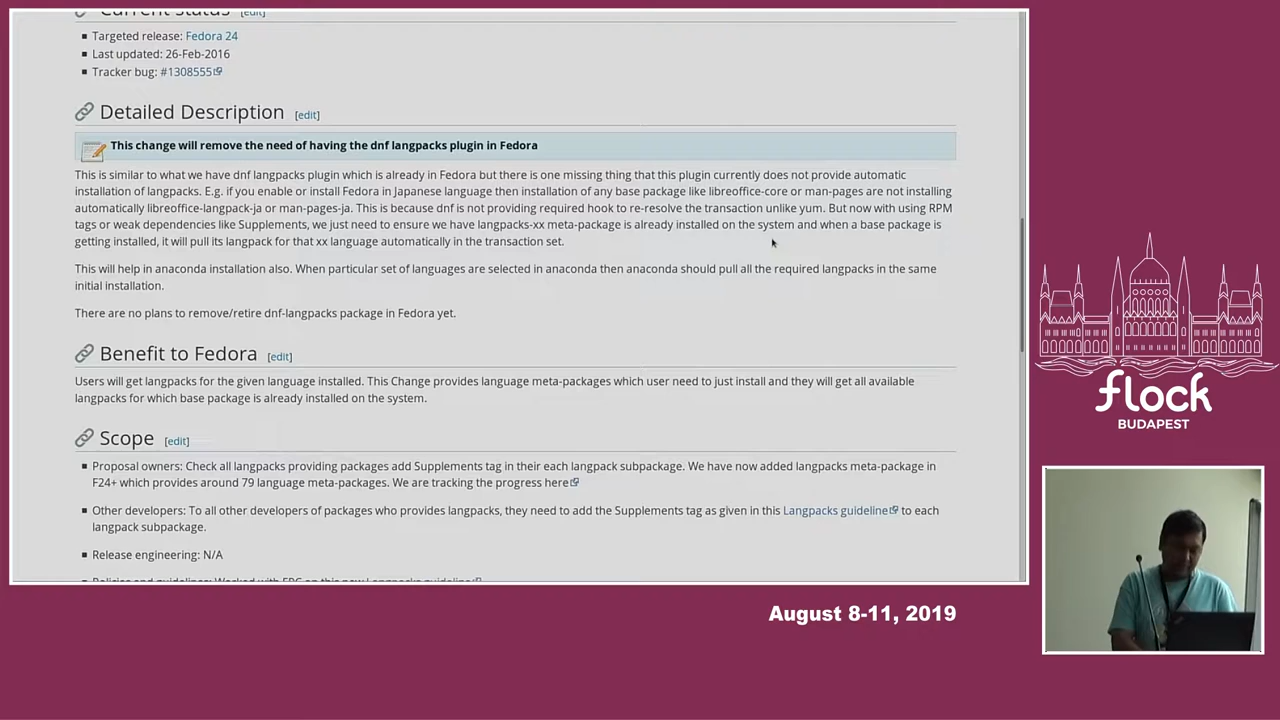 Current status [edit]
Targeted release: Fedora 24
Last updated: 26-Feb-2016
Tracker bug: #1308555
Detailed Description [edit]
This change will remove the need of having the dnf langpacks plugin in Fedora
This is similar to what we have dnf langpacks plugin which is already in Fedora but there is one missing thing that this plugin currently does not provide automatic
installation of langpacks. E.g. if you enable or install Fedora in Japanese language then installation of any base package like libreoffice-core or man-pages are not installing
automatically libreoffice-langpack-ja or man-pages-ja. This is because dnf is not providing required hook to re-resolve the transaction unlike yum. But now with using RPM
tags or weak dependencies like Supplements, we just need to ensure we have langpacks-xx meta-package is already installed on the system and when a base package is
getting installed, it will pull its langpack for that xx language automatically in the transaction set.
This will help in anaconda installation also. When particular set of languages are selected in anaconda then anaconda should pull all the required langpacks in the same
initial installation.
There are no plans to remove/retire dnf-langpacks package in Fedora yet.
Benefit to Fedora [edit]
Users will get langpacks for the given language installed. This Change provides language meta-packages which user need to just install and they will get all available
langpacks for which base package is already installed on the system.
Scope [edit]
Proposal owners: Check all langpacks providing packages add Supplements tag in their each langpack subpackage. We have now added langpacks meta-package in
F24+ which provides around 79 language meta-packages. We are tracking the progress here
Other developers: To all other developers of packages who provides langpacks, they need to add the Supplements tag as given in this Langpacks guideline to each
langpack subpackage.
Release engineering: N/A
Policies and guidelines: Worked with FPC on this new Langpacks guideline
flock
BUDAPEST
August 8-11, 2019